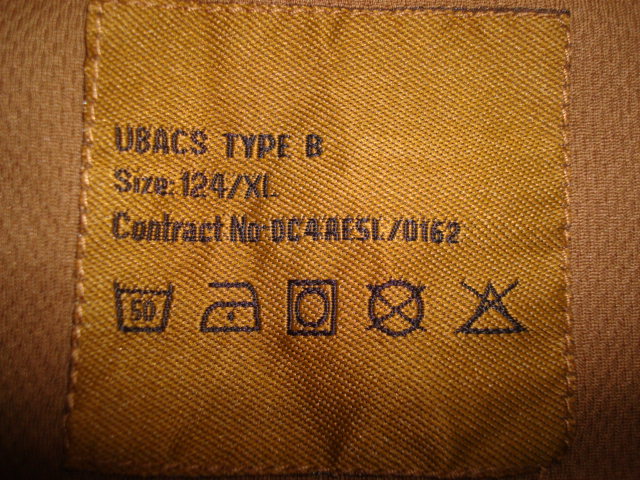 UBACS TYPE B
Size: 124/XL
Contract No: DC4AESL/0162
50